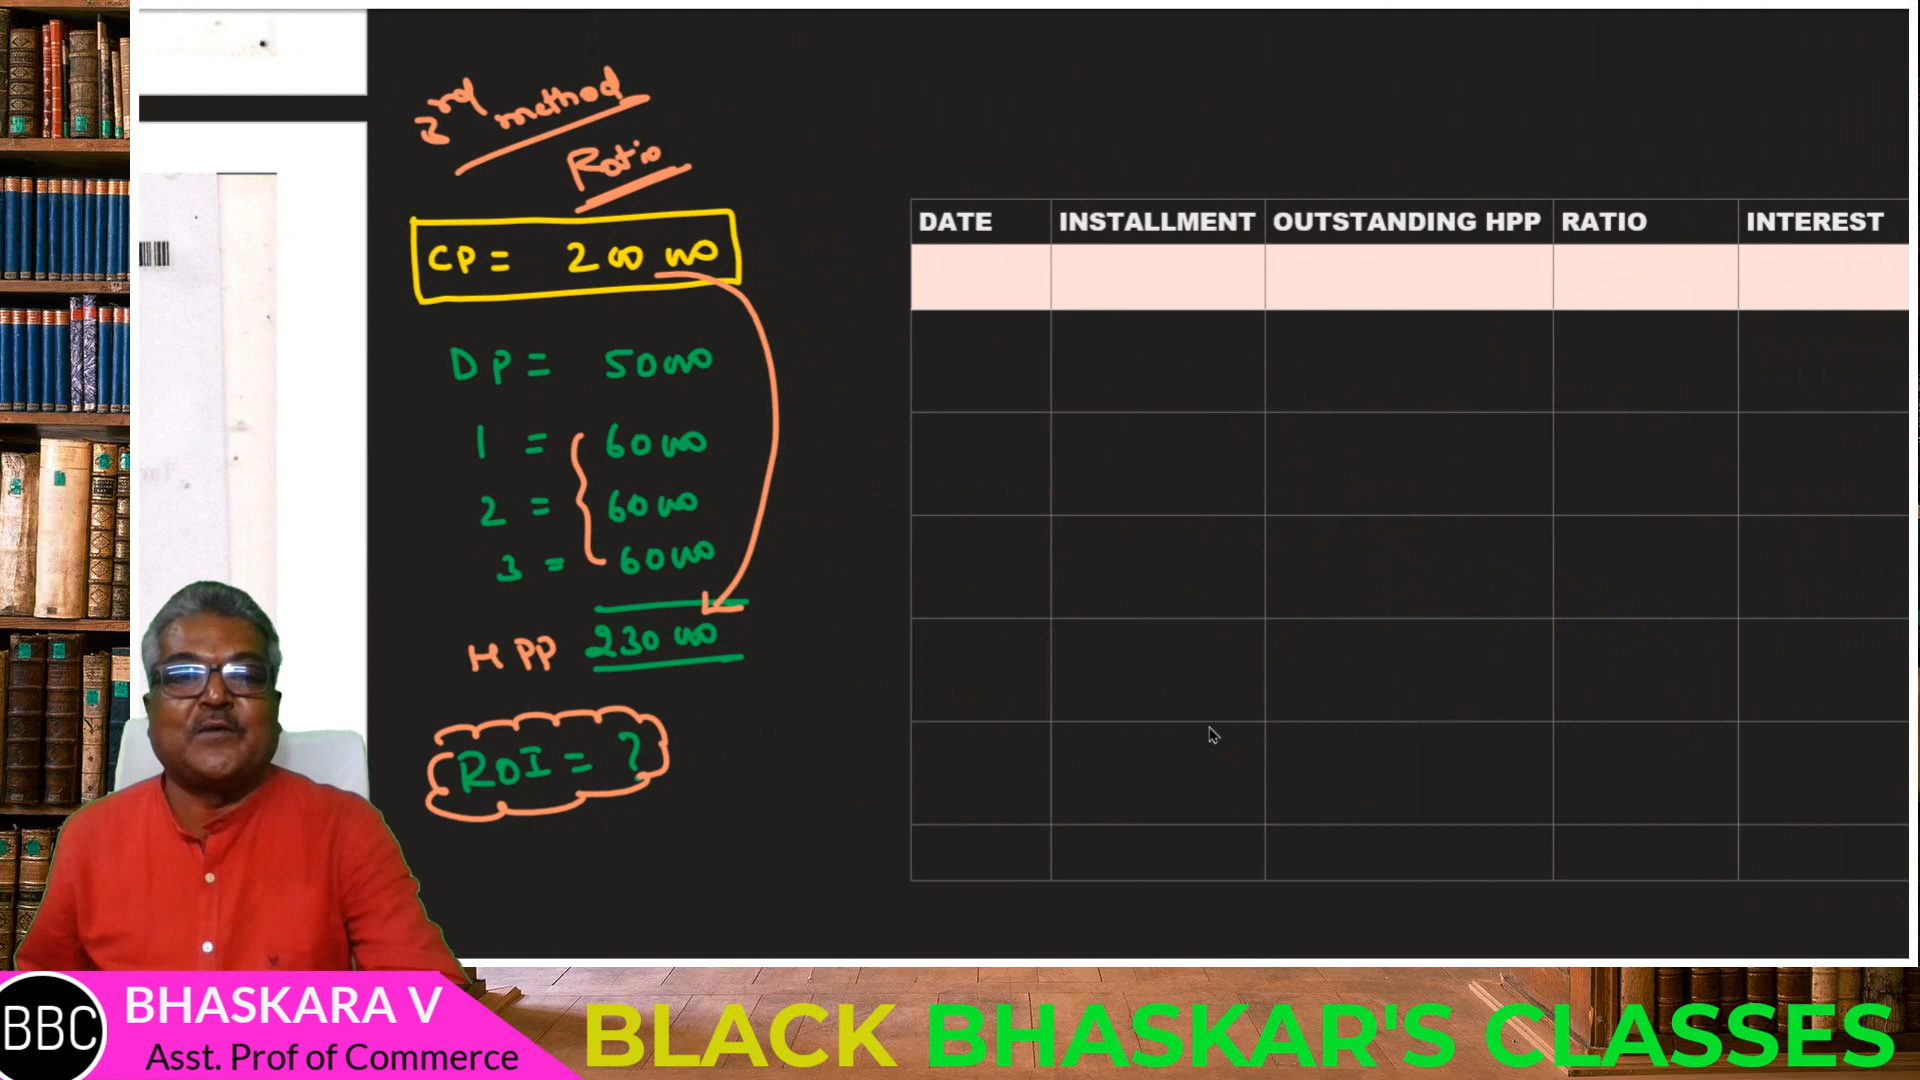 3rd method
Ratio
CP = 200000
DP = 50000
1 = 60000
2 = 60000
3 = 60000
HPP 230000
ROI = ?
DATE INSTALLMENT OUTSTANDING HPP RATIO INTEREST
BBC
BHASKARA V
Asst. Prof of Commerce
BLACK BHASKAR'S CLASSES